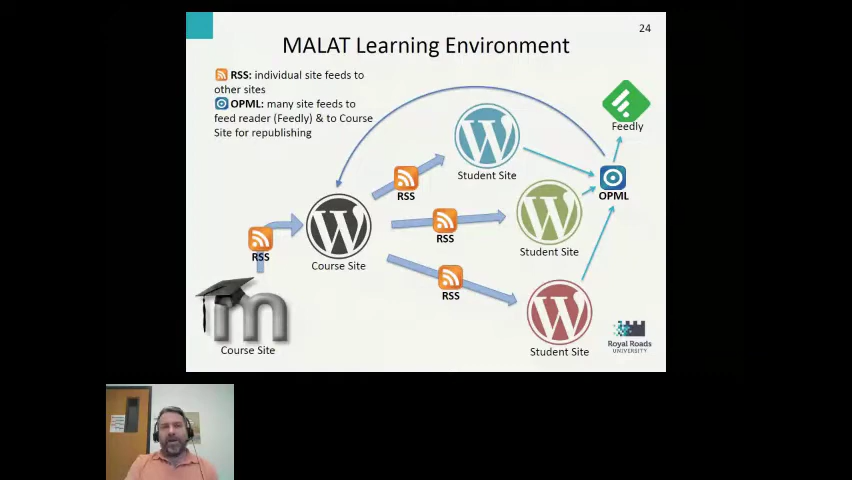 24
MALAT Learning Environment
RSS: individual site feeds to
other sites
OPML: many site feeds to
feed reader (Feedly) & to Course
Site for republishing
Feedly
Student Site
RSS
OPML
RSS
Student Site
RSS
Course Site
RSS
m
Course Site
Student Site
Royal Roads
UNIVERSITY